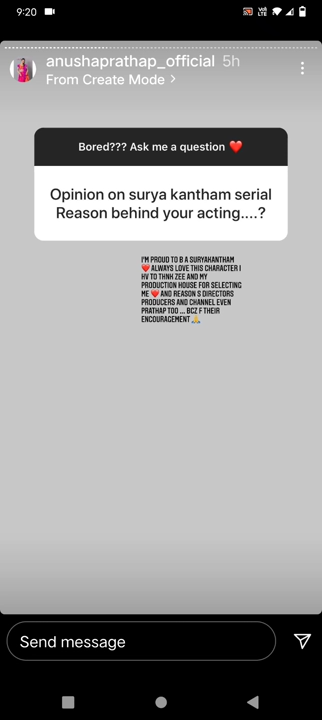 9:20
Vo)
LTE
anushaprathap_official 5h
From Create Mode >
Bored??? Ask me a question ❤️
Opinion on surya kantham serial
Reason behind your acting....?
I'M PROUD TO B A SURYAKANTHAM
❤️ ALWAYS LOVE THIS CHARACTER I
HV TO THNK ZEE AND MY
PRODUCTION HOUSE FOR SELECTING
ME ❤️ AND REASON S DIRECTORS
PRODUCERS AND CHANNEL EVEN
PRATHAP TOO ... BCZ F THEIR
ENCOURAGEMENT 🙏
Send message